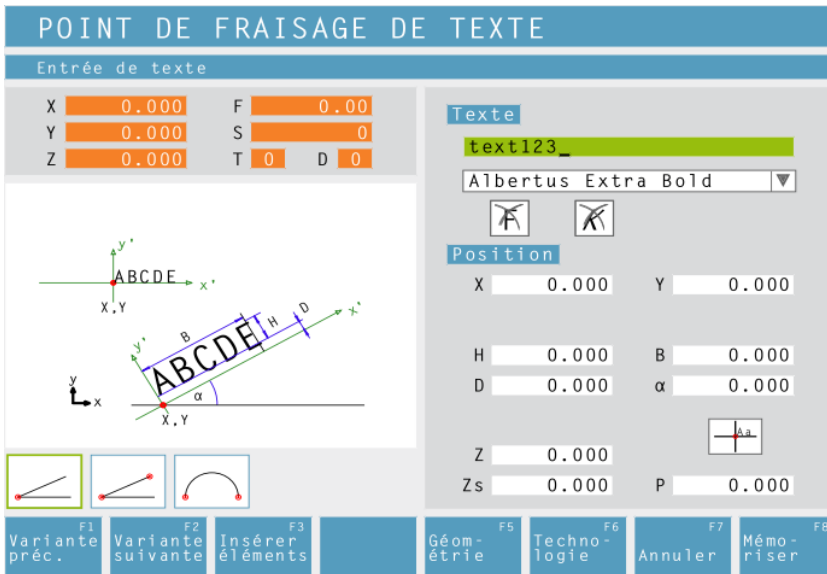 POINT DE FRAISAGE DE TEXTE
Entrée de texte
X 0.000 F 0.00
Y 0.000 S 0
Z 0.000 T 0 D 0
Texte
text123_
Albertus Extra Bold
F K
Position
X 0.000 Y 0.000
H 0.000 B 0.000
D 0.000 α 0.000
Aa
Z 0.000
Zs 0.000 P 0.000
y'
ABCDE x'
X,Y
y' B ABCDE H D x'
α
X,Y
y
x
F1 Variante préc.
F2 Variante suivante
F3 Insérer éléments
F5 Géom-
étrie
F6 Techno-
logie
F7 Annuler
F8 Mémo-
riser